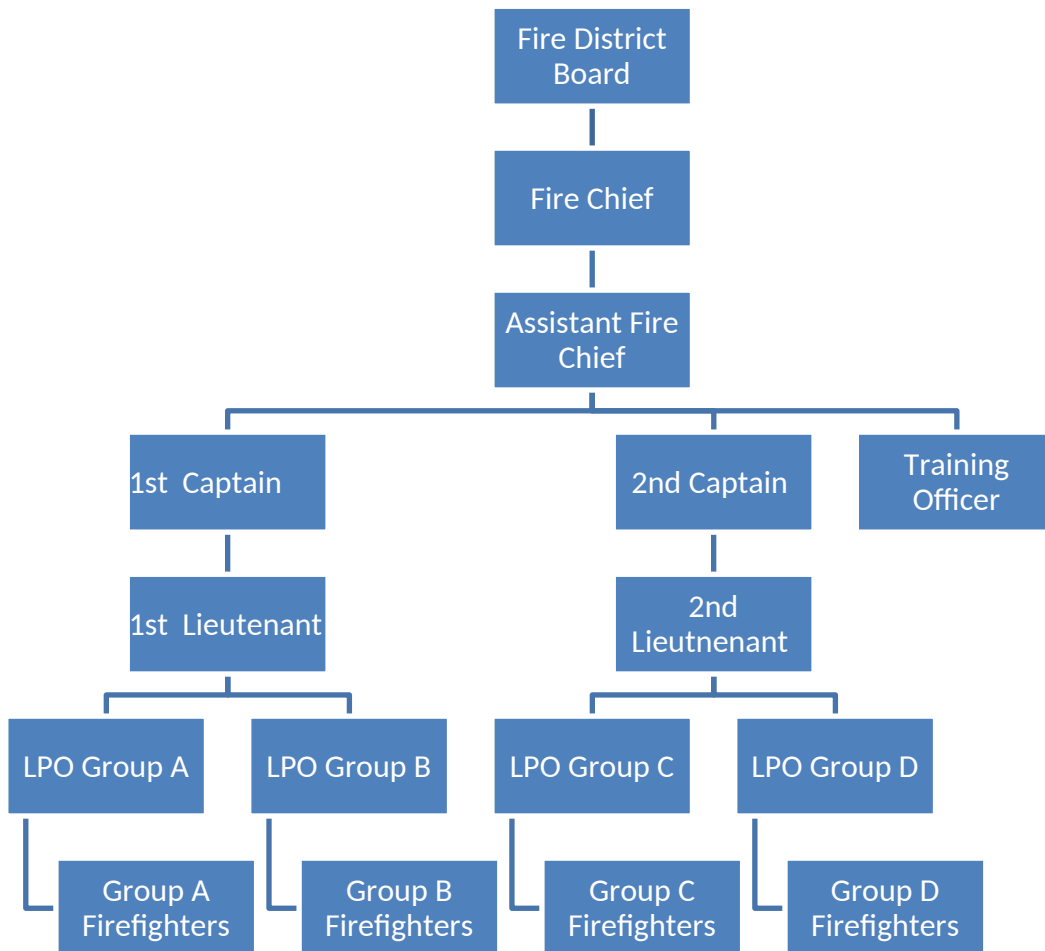 Fire District
Board
Fire Chief
Assistant Fire
Chief
1st  Captain
2nd Captain
Training
Officer
1st  Lieutenant
2nd
Lieutnenant
LPO Group A
LPO Group B
LPO Group C
LPO Group D
Group A
Firefighters
Group B
Firefighters
Group C
Firefighters
Group D
Firefighters